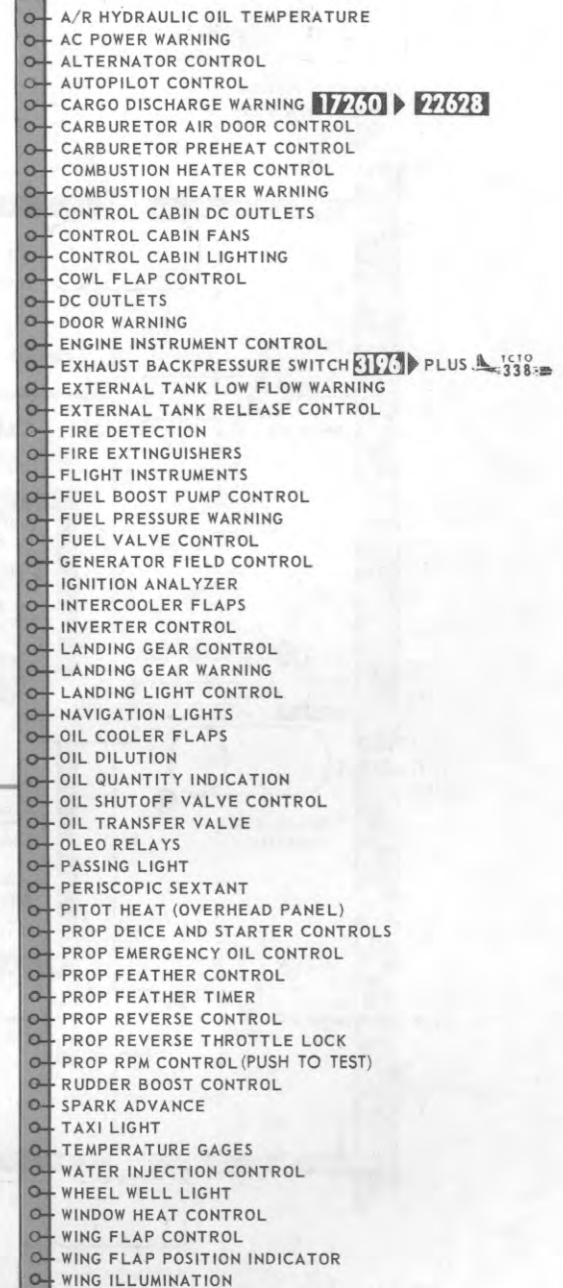 A/R HYDRAULIC OIL TEMPERATURE
AC POWER WARNING
ALTERNATOR CONTROL
AUTOPILOT CONTROL
CARGO DISCHARGE WARNING 17260 ▶ 22628
CARBURETOR AIR DOOR CONTROL
CARBURETOR PREHEAT CONTROL
COMBUSTION HEATER CONTROL
COMBUSTION HEATER WARNING
CONTROL CABIN DC OUTLETS
CONTROL CABIN FANS
CONTROL CABIN LIGHTING
COWL FLAP CONTROL
DC OUTLETS
DOOR WARNING
ENGINE INSTRUMENT CONTROL
EXHAUST BACKPRESSURE SWITCH 3196 ▶ PLUS TCTO 338
EXTERNAL TANK LOW FLOW WARNING
EXTERNAL TANK RELEASE CONTROL
FIRE DETECTION
FIRE EXTINGUISHERS
FLIGHT INSTRUMENTS
FUEL BOOST PUMP CONTROL
FUEL PRESSURE WARNING
FUEL VALVE CONTROL
GENERATOR FIELD CONTROL
IGNITION ANALYZER
INTERCOOLER FLAPS
INVERTER CONTROL
LANDING GEAR CONTROL
LANDING GEAR WARNING
LANDING LIGHT CONTROL
NAVIGATION LIGHTS
OIL COOLER FLAPS
OIL DILUTION
OIL QUANTITY INDICATION
OIL SHUTOFF VALVE CONTROL
OIL TRANSFER VALVE
OLEO RELAYS
PASSING LIGHT
PERISCOPIC SEXTANT
PITOT HEAT (OVERHEAD PANEL)
PROP DEICE AND STARTER CONTROLS
PROP EMERGENCY OIL CONTROL
PROP FEATHER CONTROL
PROP FEATHER TIMER
PROP REVERSE CONTROL
PROP REVERSE THROTTLE LOCK
PROP RPM CONTROL (PUSH TO TEST)
RUDDER BOOST CONTROL
SPARK ADVANCE
TAXI LIGHT
TEMPERATURE GAGES
WATER INJECTION CONTROL
WHEEL WELL LIGHT
WINDOW HEAT CONTROL
WING FLAP CONTROL
WING FLAP POSITION INDICATOR
WING ILLUMINATION